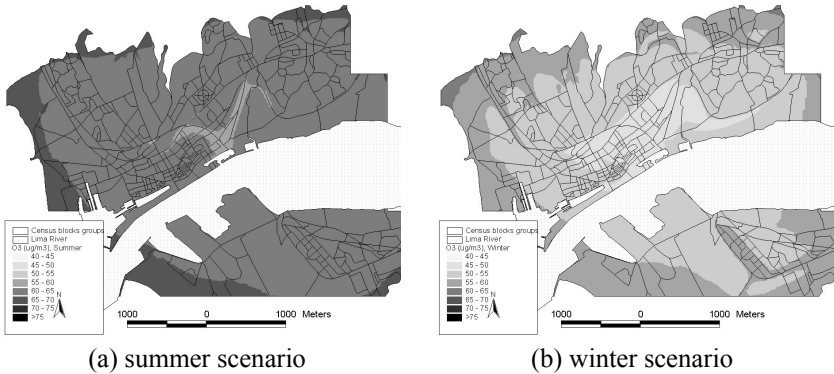 Census blocks groups
Lima River
O3 (ug/m3), Summer
40 - 45
45 - 50
50 - 55
55 - 60
60 - 65
65 - 70
70 - 75
>75
N
1000 0 1000 Meters
(a) summer scenario
Census blocks groups
Lima River
O3 (ug/m3), Winter
40 - 45
45 - 50
50 - 55
55 - 60
60 - 65
65 - 70
70 - 75
>75
N
1000 0 1000 Meters
(b) winter scenario